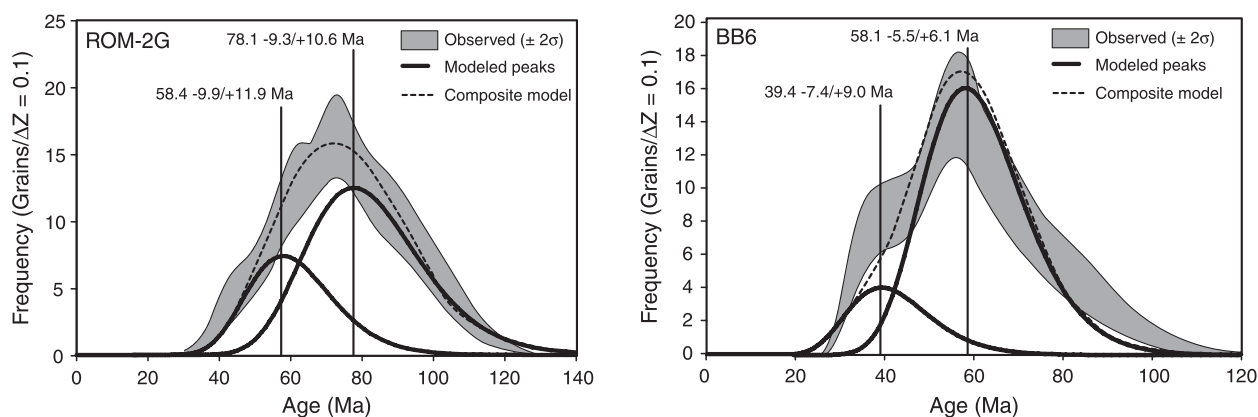 ROM-2G
78.1 -9.3/+10.6 Ma
58.4 -9.9/+11.9 Ma
Observed (± 2σ)
Modeled peaks
Composite model
Frequency (Grains/ΔZ = 0.1)
25
20
15
10
5
0
0 20 40 60 80 100 120 140
Age (Ma)
BB6
58.1 -5.5/+6.1 Ma
39.4 -7.4/+9.0 Ma
Observed (± 2σ)
Modeled peaks
Composite model
Frequency (Grains/ΔZ = 0.1)
20
18
16
14
12
10
8
6
4
2
0
0 20 40 60 80 100 120
Age (Ma)